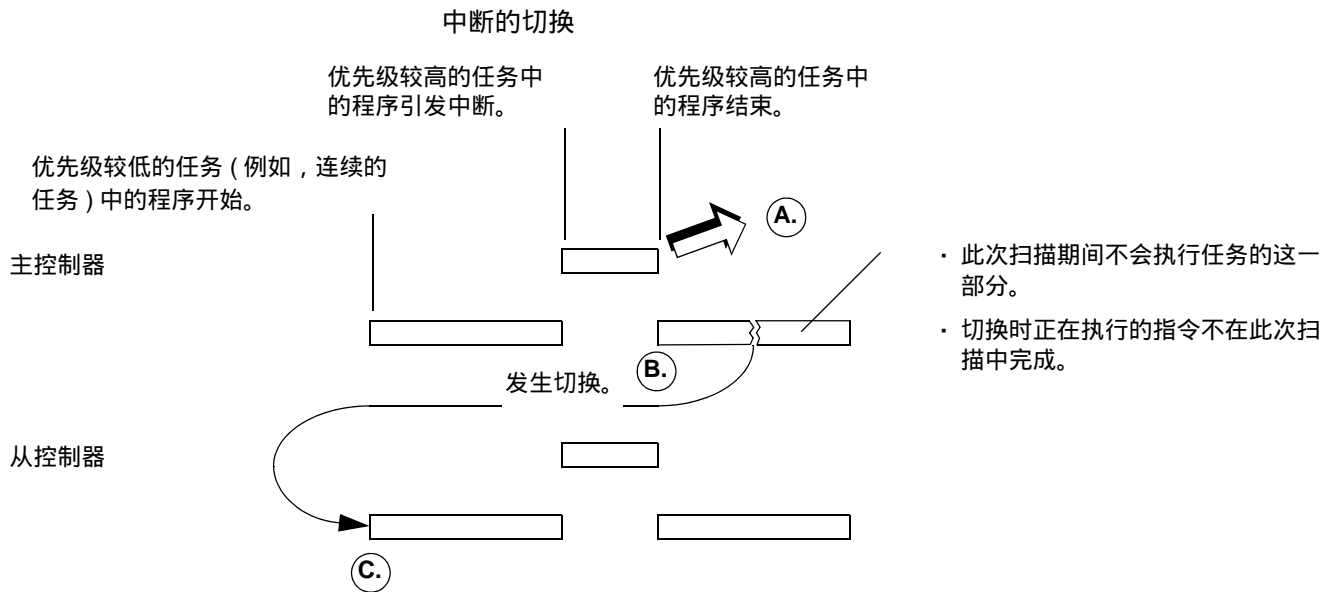 中断的切换
优先级较高的任务中
的程序引发中断。
优先级较高的任务中
的程序结束。
优先级较低的任务 ( 例如 , 连续的
任务 ) 中的程序开始。
A.
主控制器
· 此次扫描期间不会执行任务的这一
部分。
· 切换时正在执行的指令不在此次扫
描中完成。
B.
发生切换。
从控制器
C.